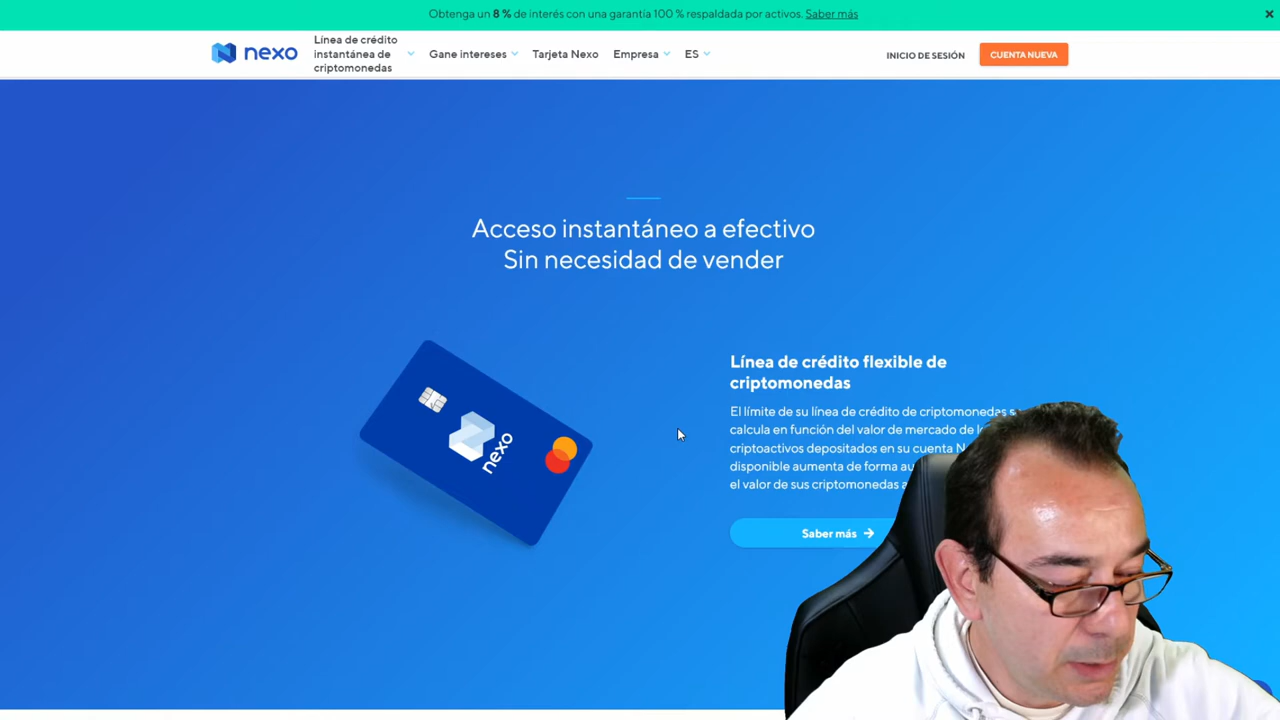 Obtenga un 8 % de interés con una garantía 100 % respaldada por activos. Saber más
nexo
Línea de crédito
instantánea de
criptomonedas
Gane intereses
Tarjeta Nexo
Empresa
ES
INICIO DE SESIÓN
CUENTA NUEVA
Acceso instantáneo a efectivo
Sin necesidad de vender
nexo
Línea de crédito flexible de
criptomonedas
El límite de su línea de crédito de criptomonedas
calcula en función del valor de mercado de
criptoactivos depositados en su cuenta
disponible aumenta de forma
el valor de sus criptomonedas
Saber más